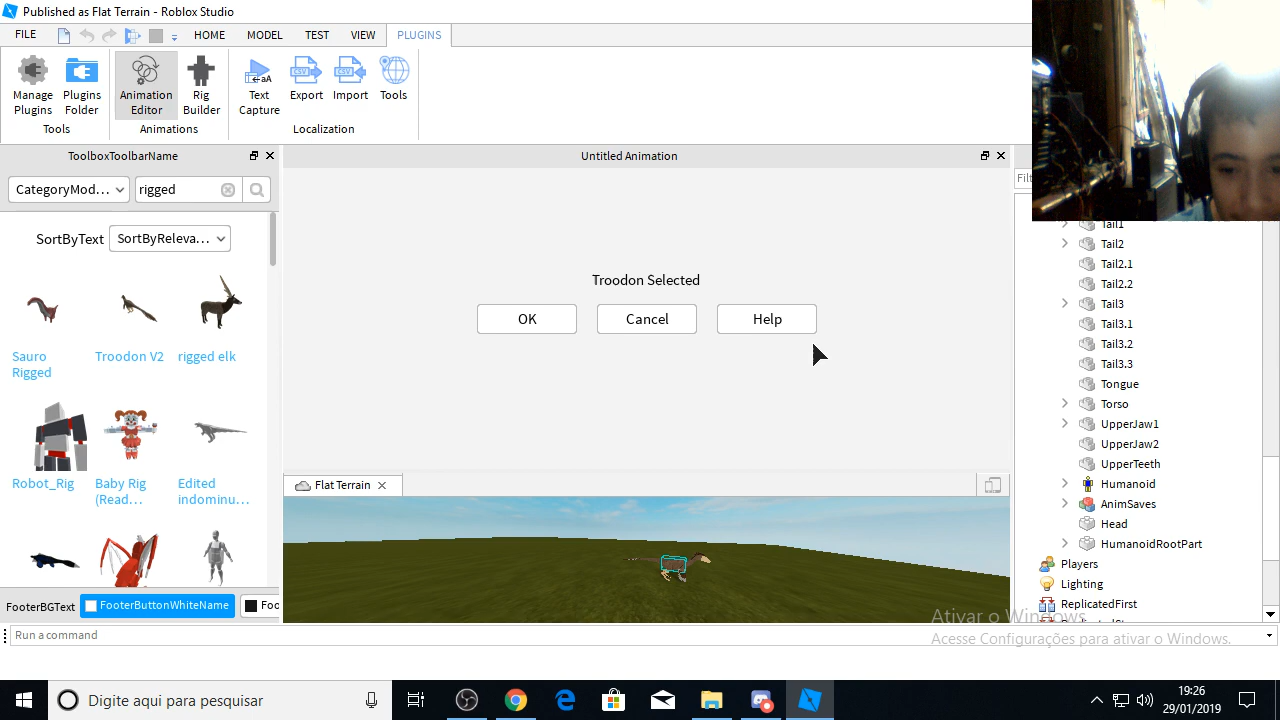 Published as Flat Terrain - Roblox Studio
FILE HOME MODEL TEST VIEW PLUGINS
Manage Plugins
Plugins Folder
Animation Editor
Rig Builder
Text Capture
Export
Import
Tools
Tools Animations Localization
ToolboxToolbarName
CategoryMod...
rigged
SortByText SortByReleva...
Sauro Rigged
Troodon V2
rigged elk
Robot_Rig
Baby Rig (Read...
Edited indominu...
FooterBGText FooterButtonWhiteName Foo
Untitled Animation
Troodon Selected
OK Cancel Help
Flat Terrain
CSV
CSV
aA
Filt
Tail1
Tail2
Tail2.1
Tail2.2
Tail3
Tail3.1
Tail3.2
Tail3.3
Tongue
Torso
UpperJaw1
UpperJaw2
UpperTeeth
Humanoid
AnimSaves
Head
HumanoidRootPart
Players
Lighting
ReplicatedFirst
Ativar o Windows
Acesse Configurações para ativar o Windows.
Run a command
Digite aqui para pesquisar
19:26
29/01/2019